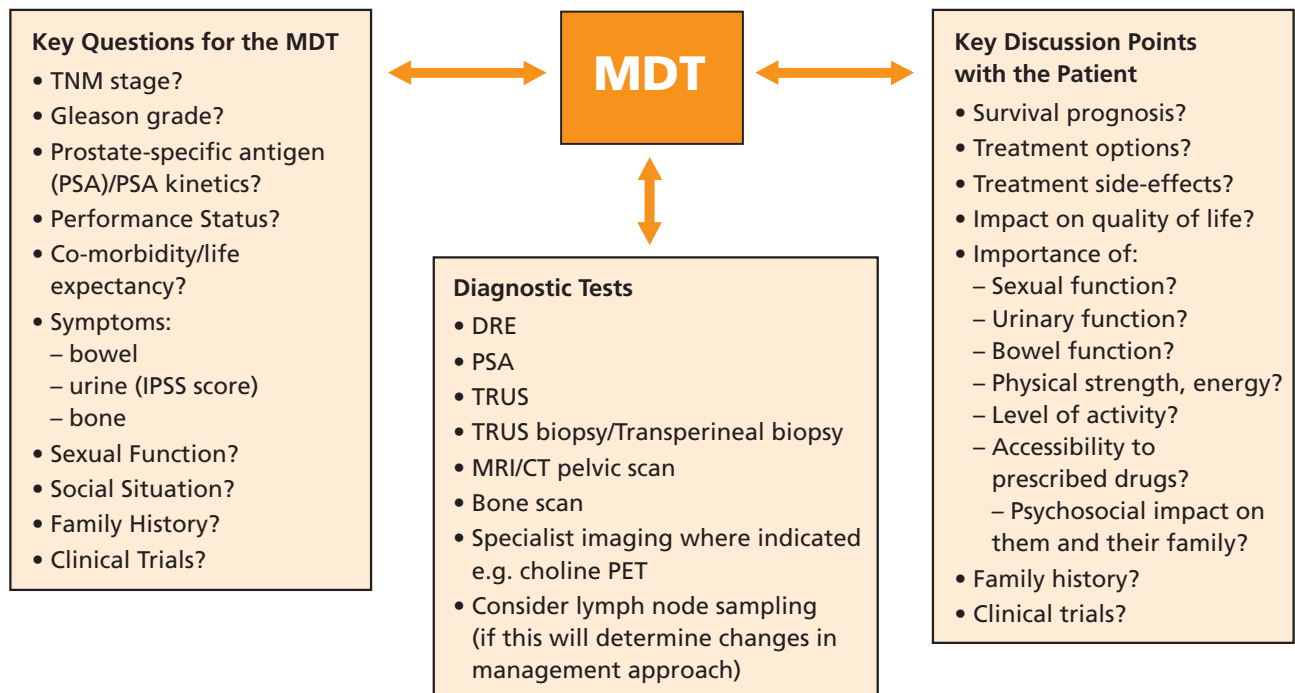 Key Questions for the MDT
• TNM stage?
• Gleason grade?
• Prostate-specific antigen
(PSA)/PSA kinetics?
• Performance Status?
• Co-morbidity/life
expectancy?
• Symptoms:
– bowel
– urine (IPSS score)
– bone
• Sexual Function?
• Social Situation?
• Family History?
• Clinical Trials?
MDT
Diagnostic Tests
• DRE
• PSA
• TRUS
• TRUS biopsy/Transperineal biopsy
• MRI/CT pelvic scan
• Bone scan
• Specialist imaging where indicated
e.g. choline PET
• Consider lymph node sampling
(if this will determine changes in
management approach)
Key Discussion Points
with the Patient
• Survival prognosis?
• Treatment options?
• Treatment side-effects?
• Impact on quality of life?
• Importance of:
– Sexual function?
– Urinary function?
– Bowel function?
– Physical strength, energy?
– Level of activity?
– Accessibility to
prescribed drugs?
– Psychosocial impact on
them and their family?
• Family history?
• Clinical trials?